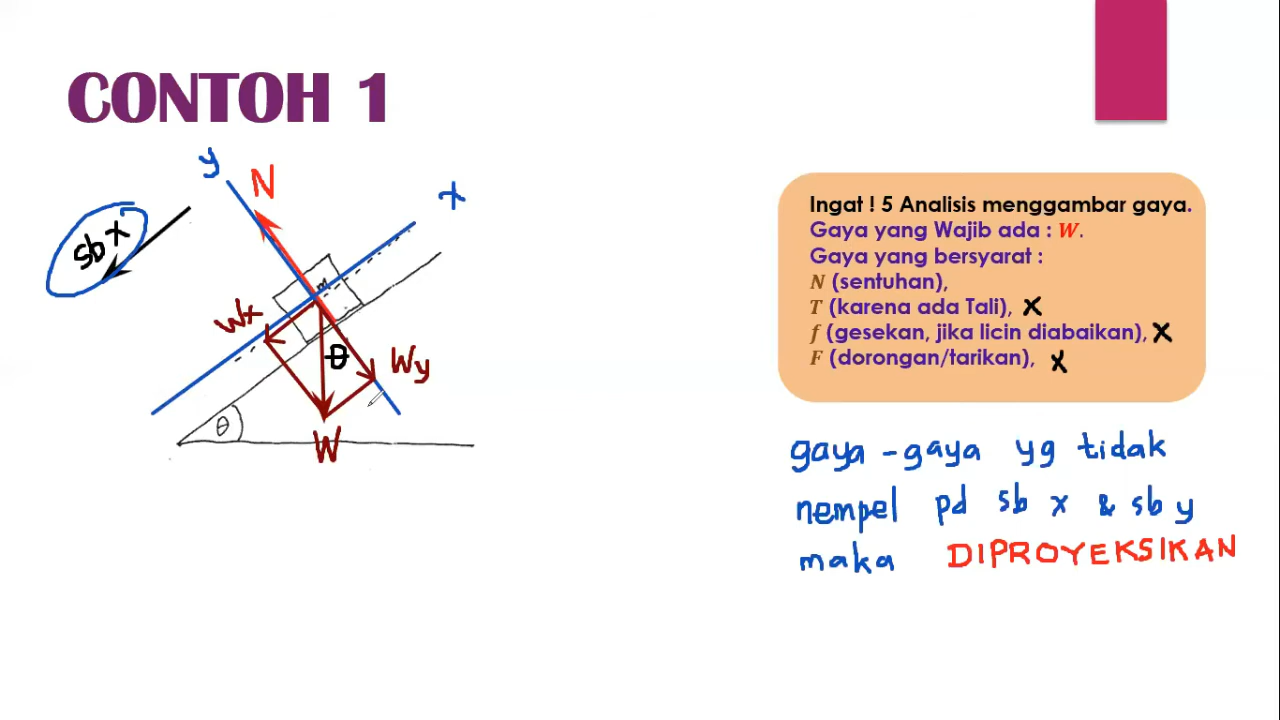 CONTOH 1
y
N
x
sb x
m
Wx
θ
Wy
θ
W
Ingat ! 5 Analisis menggambar gaya.
Gaya yang Wajib ada : W.
Gaya yang bersyarat :
N (sentuhan),
T (karena ada Tali), x
f (gesekan, jika licin diabaikan), x
F (dorongan/tarikan), x
gaya - gaya yg tidak
nempel pd sb x & sb y
maka DIPROYEKSIKAN